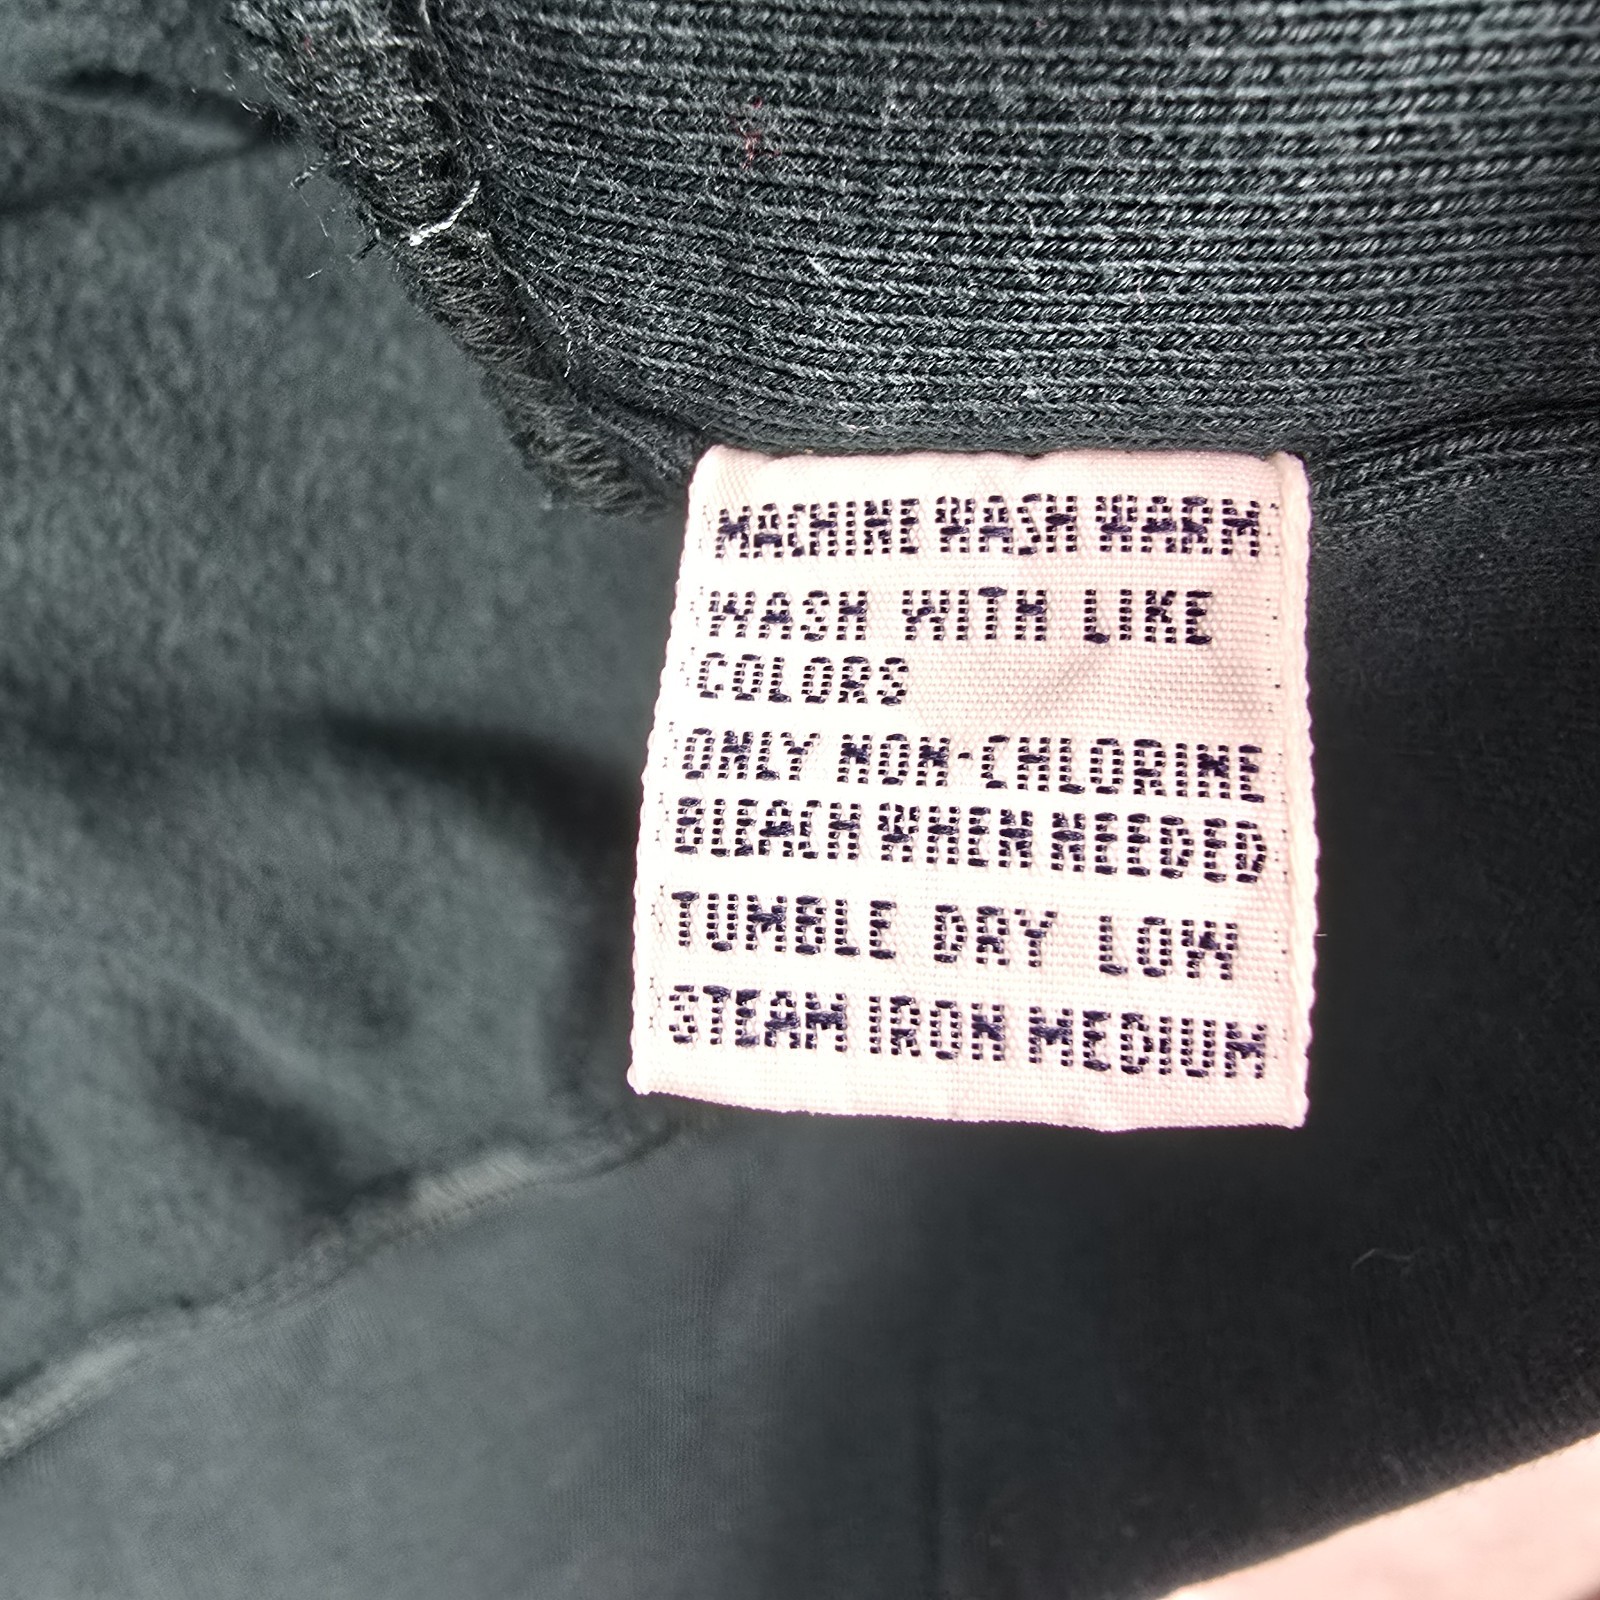 MACHINE WASH WARM
WASH WITH LIKE
COLORS
ONLY NON-CHLORINE
BLEACH WHEN NEEDED
TUMBLE DRY LOW
STEAM IRON MEDIUM